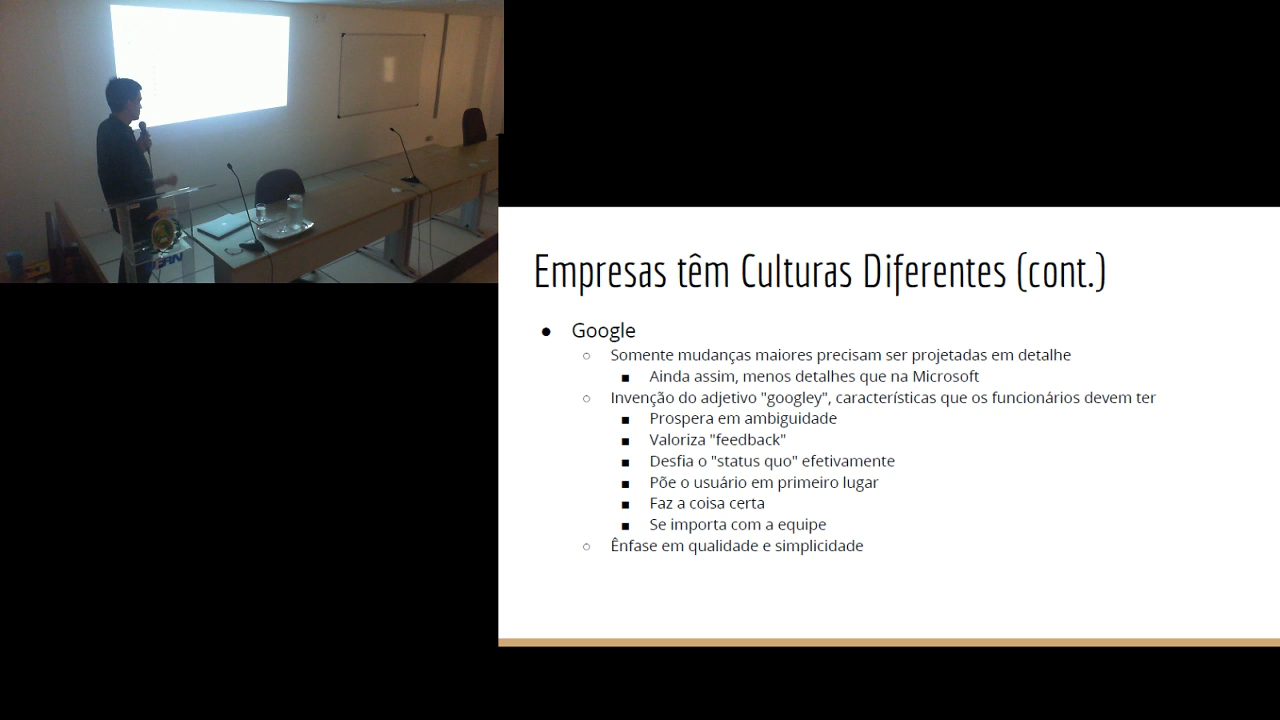 Empresas têm Culturas Diferentes (cont.)
● Google
○ Somente mudanças maiores precisam ser projetadas em detalhe
■ Ainda assim, menos detalhes que na Microsoft
○ Invenção do adjetivo "googley", características que os funcionários devem ter
■ Prospera em ambiguidade
■ Valoriza "feedback"
■ Desfia o "status quo" efetivamente
■ Põe o usuário em primeiro lugar
■ Faz a coisa certa
■ Se importa com a equipe
○ Ênfase em qualidade e simplicidade